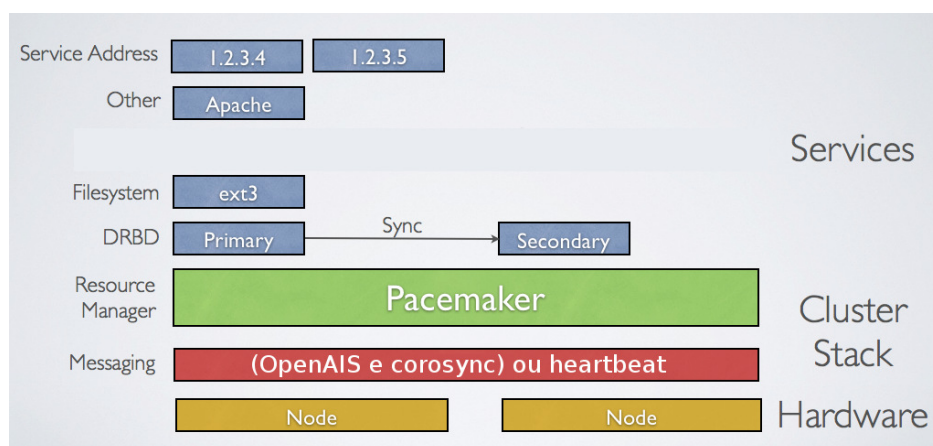 Service Address 1.2.3.4 1.2.3.5
Other Apache
Services
Filesystem ext3
DRBD Primary Sync Secondary
Resource
Manager
Pacemaker
Cluster
Stack
Messaging (OpenAIS e corosync) ou heartbeat
Node Node Hardware